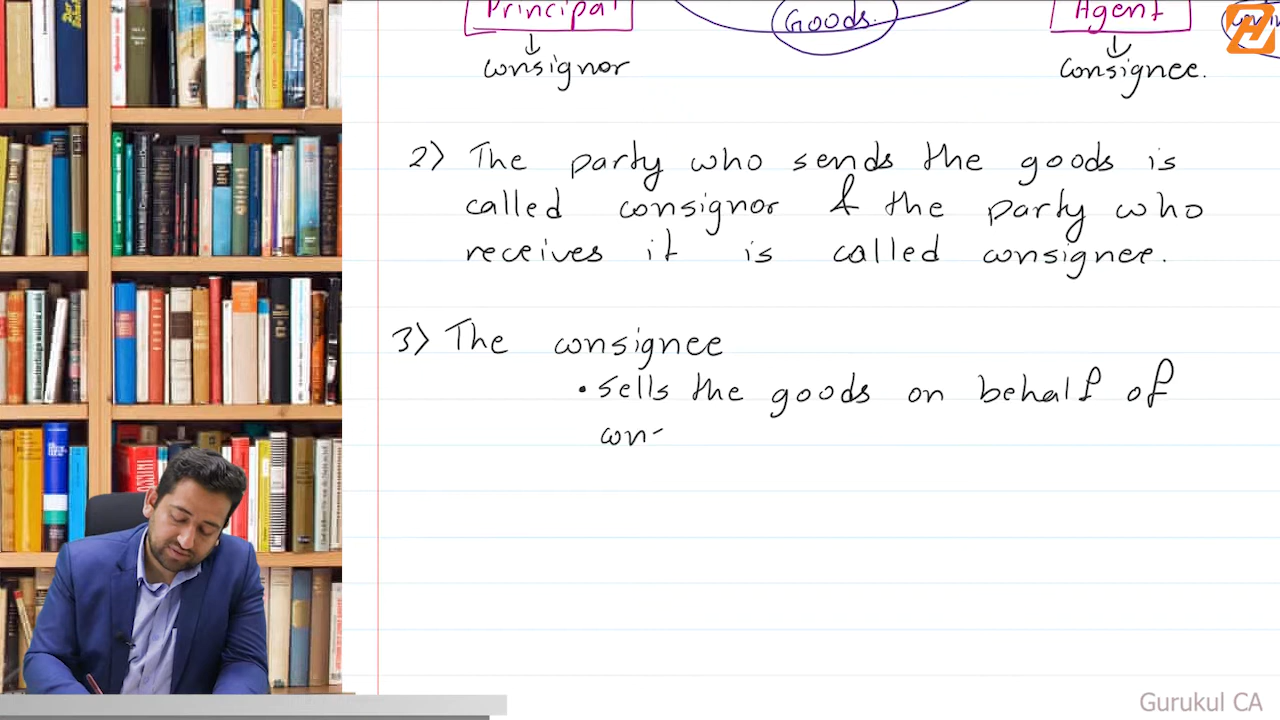 Principal
Goods.
Agent
consignor
consignee.
2) The party who sends the goods is
called consignor & the party who
receives it is called consignee.
3) The consignee
• sells the goods on behalf of
con-
Gurukul CA